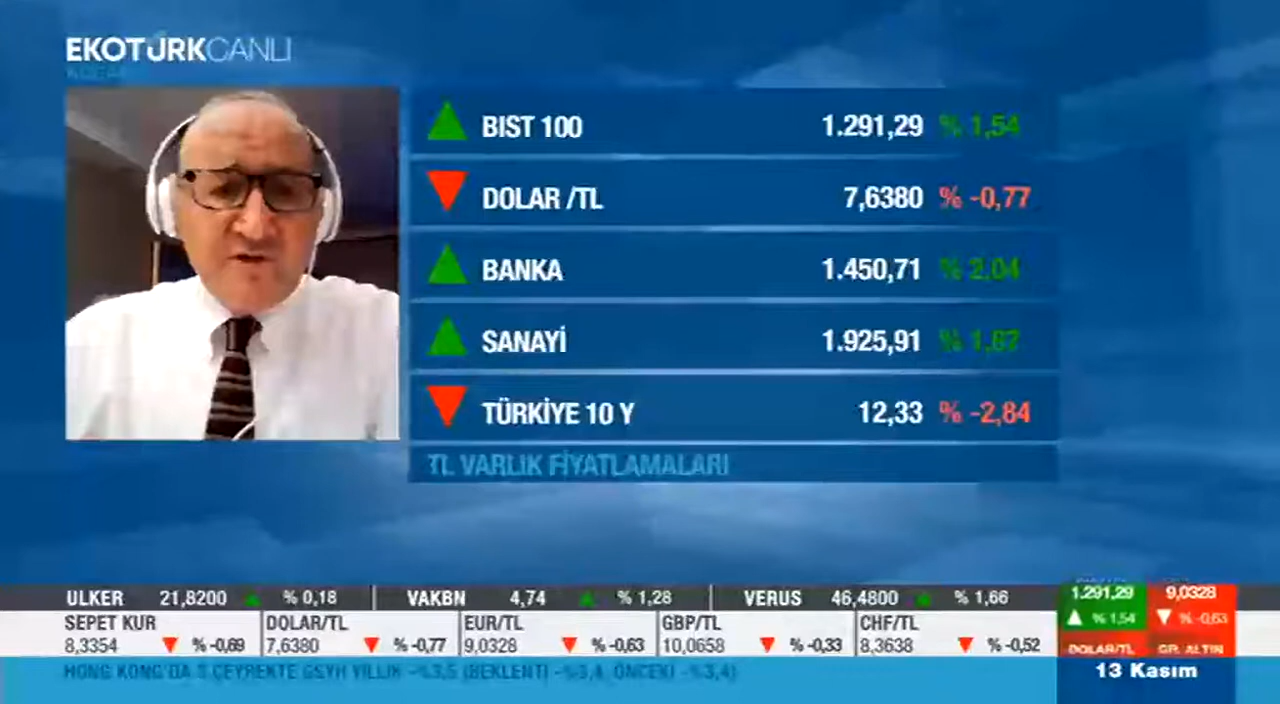 EKOTÜRKCANLI
BIST 100 1.291,29 % 1,54
DOLAR /TL 7,6380 % -0,77
BANKA 1.450,71 % 2,04
SANAYİ 1.925,91 %
TÜRKİYE 10 Y 12,33 % -2,84
TL VARLIK FİYATLAMALARI
ULKER 21,8200 % 0,18 VAKBN 4,74 % 1,28 VERUS 46,4800 % 1,66
1.291,29 9,0328
% 1,54 % -0,63
SEPET KUR DOLAR/TL EUR/TL GBP/TL CHF/TL
8,3354 % -0,69 7,6380 % -0,77 9,0328 % -0,63 10,0658 % -0,33 8,3638 % -0,52
DOLAR/TL GR. ALTIN
HONG KONG'DA 3.ÇEYREKTE GSYH YILLIK -%3,5 (BEKLENTİ -%3,4, ÖNCEKİ -%3,4)
13 Kasım